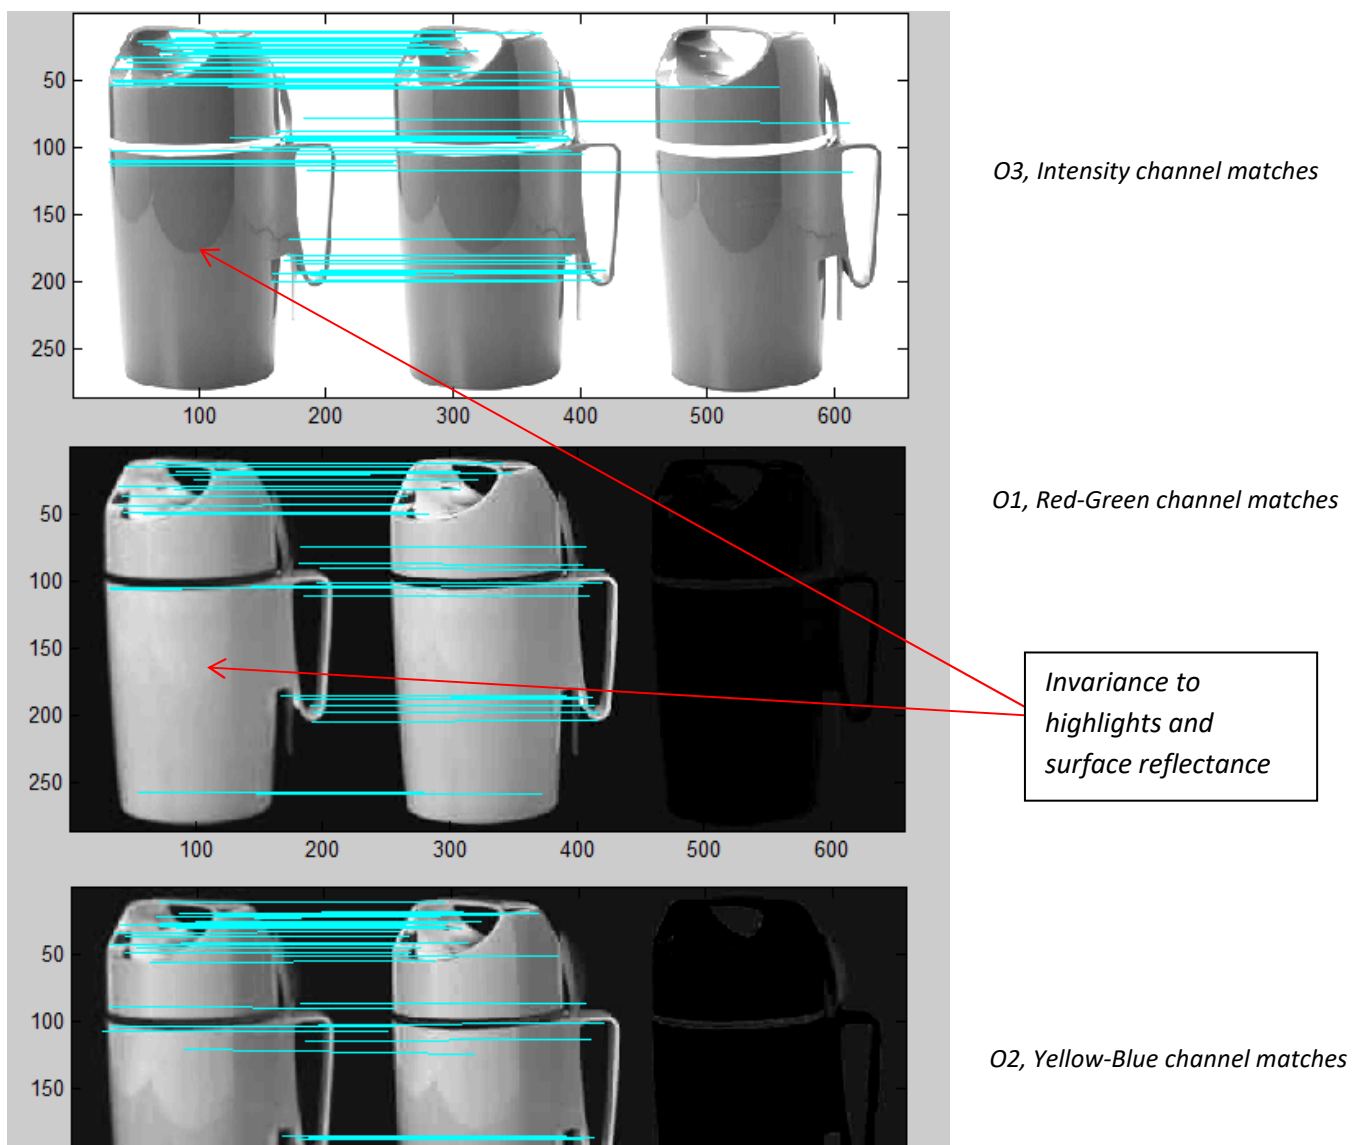 50
100
150
200
250
100 200 300 400 500 600
O3, Intensity channel matches
50
100
150
200
250
100 200 300 400 500 600
O1, Red-Green channel matches
Invariance to
highlights and
surface reflectance
50
100
150
O2, Yellow-Blue channel matches